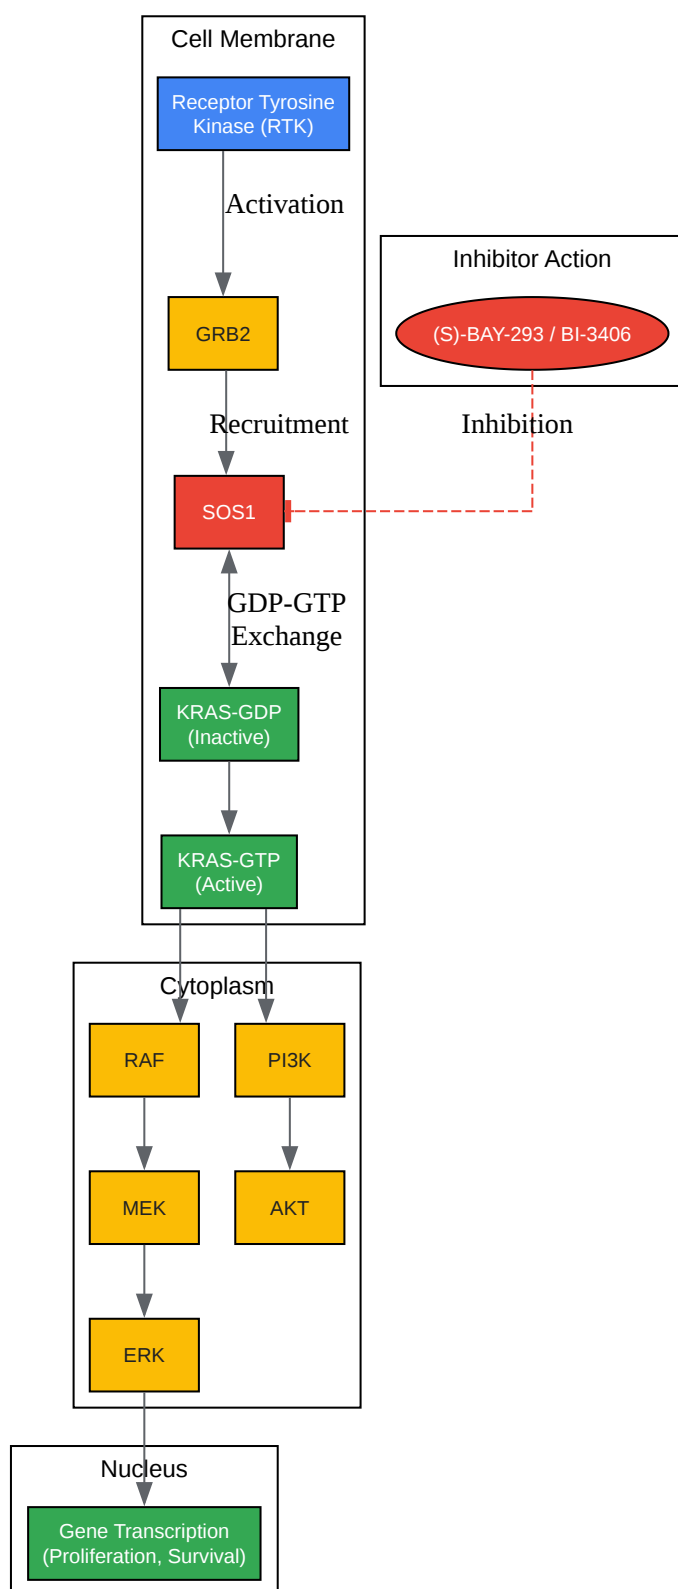 Cell Membrane
Receptor Tyrosine
Kinase (RTK)
Activation
Inhibitor Action
GRB2
(S)-BAY-293 / BI-3406
Recruitment
Inhibition
SOS1
GDP-GTP
Exchange
KRAS-GDP
(Inactive)
KRAS-GTP
(Active)
Cytoplasm
RAF
PI3K
MEK
AKT
ERK
Nucleus
Gene Transcription
(Proliferation, Survival)